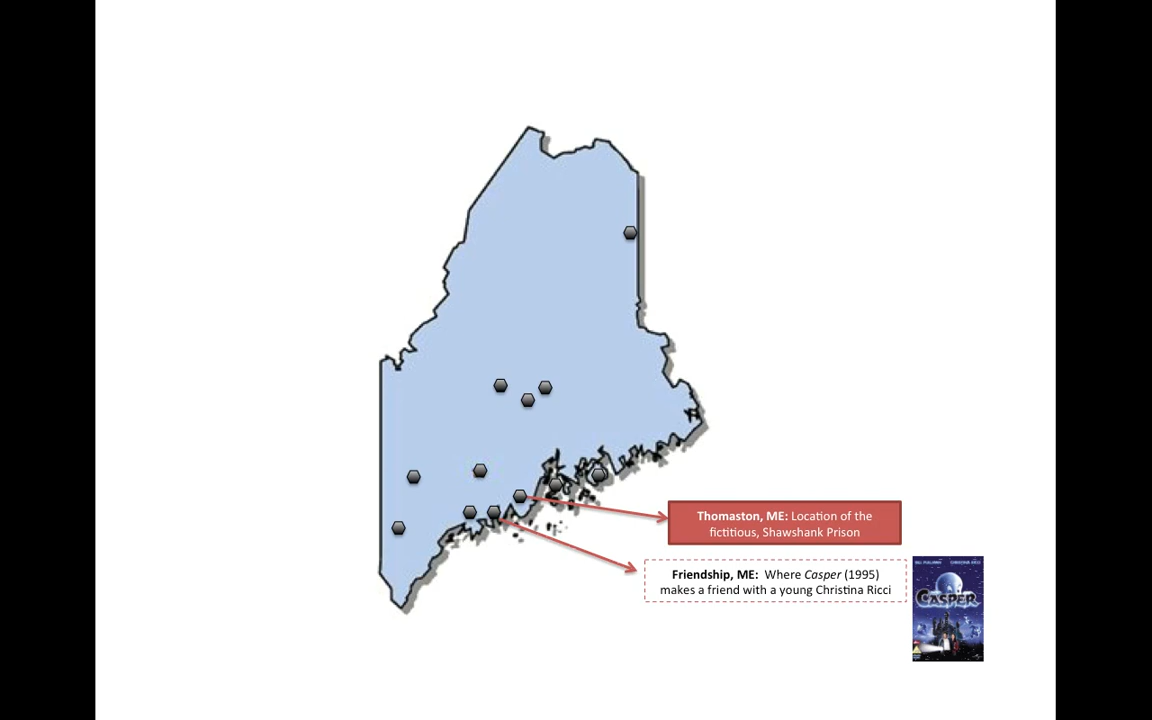 Thomaston, ME: Location of the
fictitious, Shawshank Prison
Friendship, ME: Where Casper (1995)
makes a friend with a young Christina Ricci
CASPER